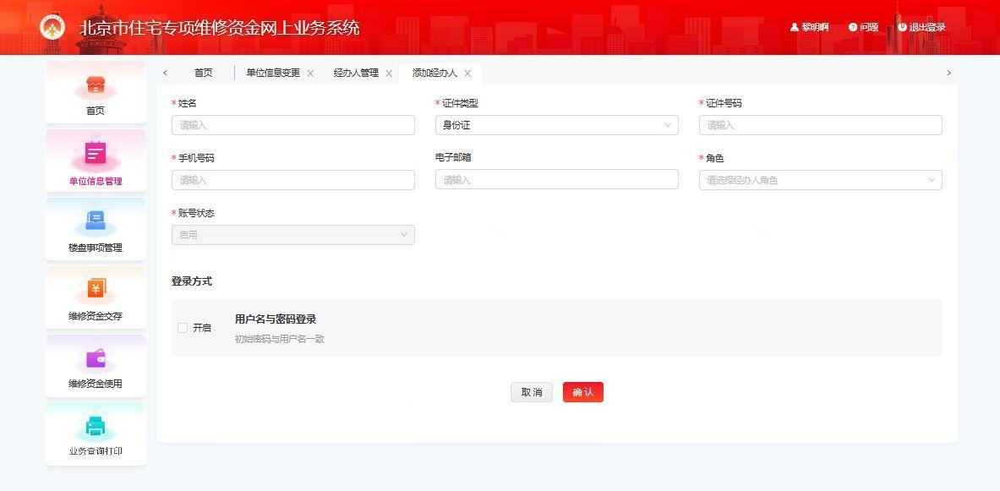 北京市住宅专项维修资金网上业务系统
黎明啊 问题 退出登录
首页 单位信息变更 经办人管理 添加经办人
首页
单位信息管理
楼盘事项管理
维修资金交存
维修资金使用
业务查询打印
*姓名 *证件类型 *证件号码
请输入 身份证 请输入
*手机号码 电子邮箱 *角色
请输入 请输入 请选择经办人角色
*账号状态
启用
登录方式
开启 用户名与密码登录
初始密码与用户名一致
取消 确认